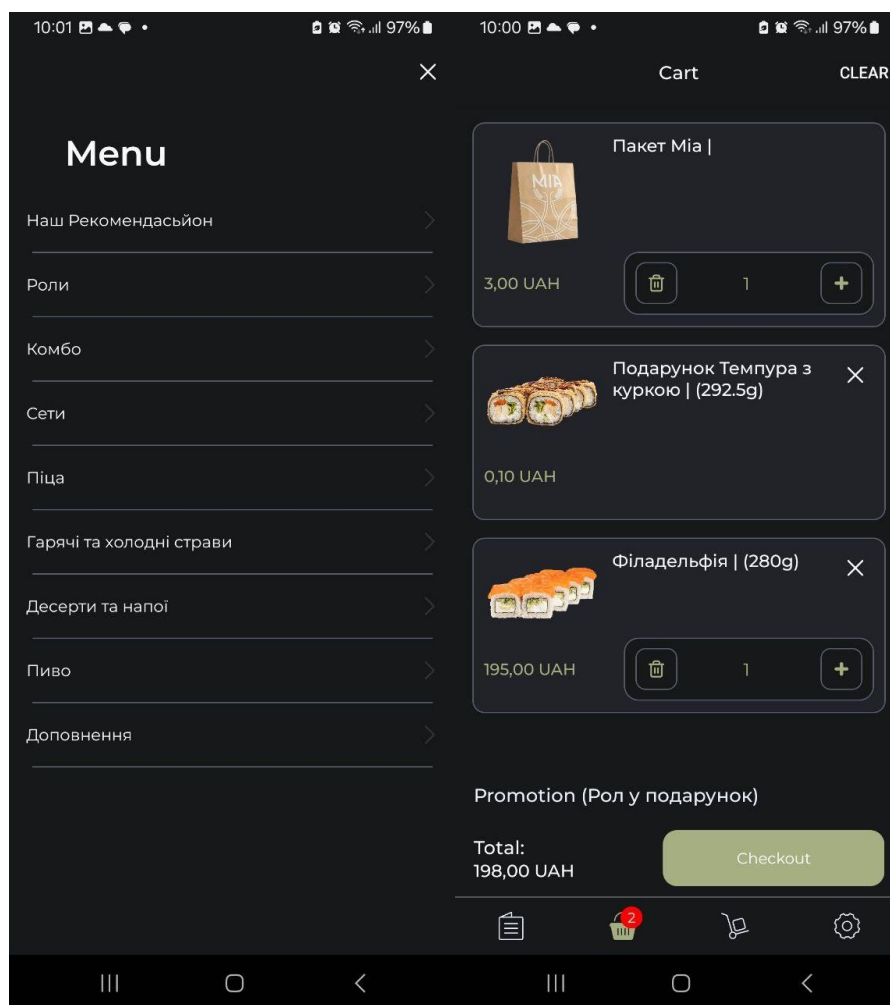 10:01
97%
Menu
Наш Рекомендасьйон
Роли
Комбо
Сети
Піца
Гарячі та холодні страви
Десерти та напої
Пиво
Доповнення
10:00
97%
Cart
CLEAR
MIA
Пакет Mia |
3,00 UAH
1
Подарунок Темпура з
куркою | (292.5g)
0,10 UAH
Філадельфія | (280g)
195,00 UAH
1
Promotion (Рол у подарунок)
Total:
198,00 UAH
Checkout
2